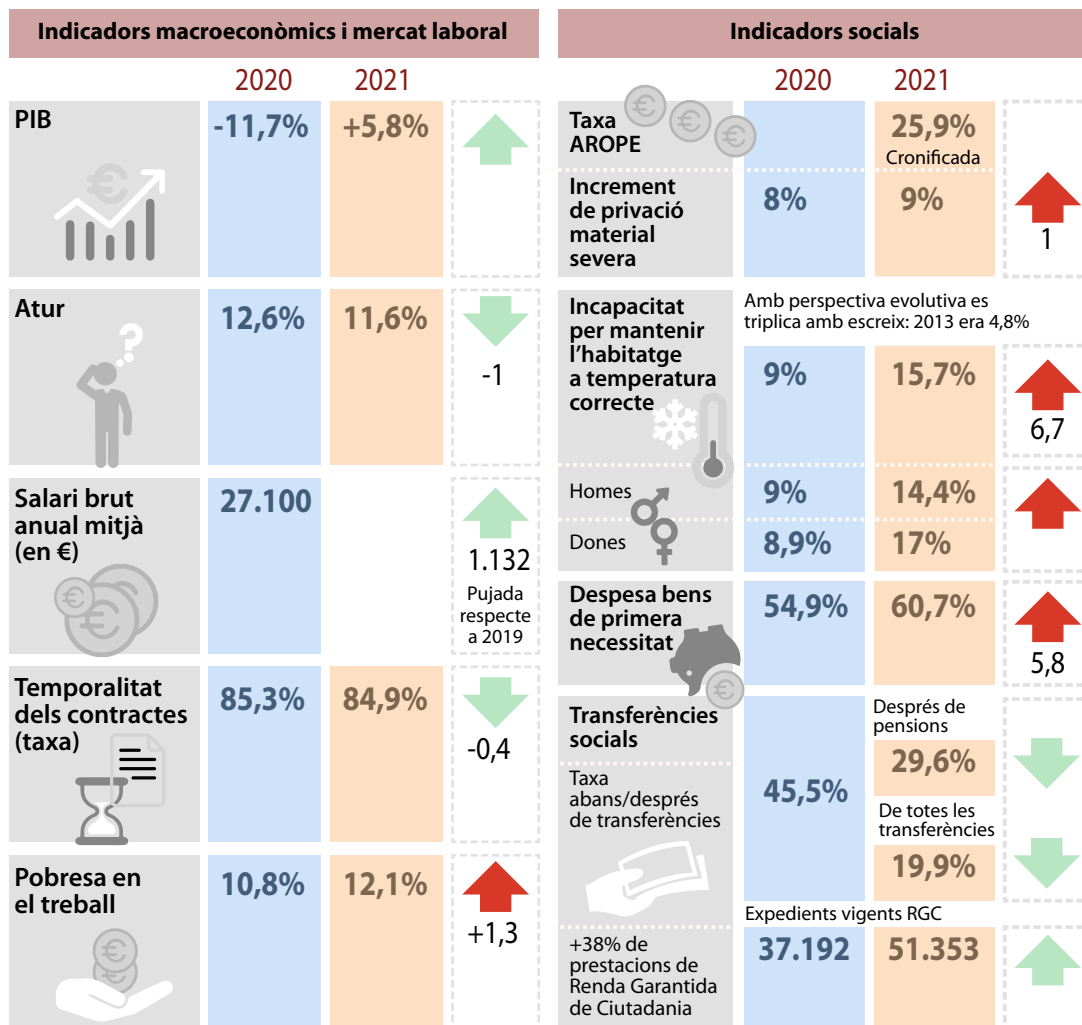 Indicadors macroeconòmics i mercat laboral
2020 2021
PIB
-11,7% +5,8%
Atur
12,6% 11,6%
-1
Salari brut
anual mitjà
(en €)
27.100
1.132
Pujada
respecte
a 2019
Temporalitat
dels contractes
(taxa)
85,3% 84,9%
-0,4
Pobresa en
el treball
10,8% 12,1%
+1,3
Indicadors socials
2020 2021
Taxa
AROPE
25,9%
Cronificada
Increment
de privació
material
severa
8% 9%
1
Incapacitat
per mantenir
l’habitatge
a temperatura
correcte
Amb perspectiva evolutiva es
triplica amb escreix: 2013 era 4,8%
9% 15,7%
6,7
Homes
9% 14,4%
Dones
8,9% 17%
Despesa bens
de primera
necessitat
54,9% 60,7%
5,8
Transferències
socials
Taxa
abans/després
de transferències
45,5%
Després de
pensions
29,6%
De totes les
transferències
19,9%
Expedients vigents RGC
+38% de
prestacions de
Renda Garantida
de Ciutadania
37.192 51.353